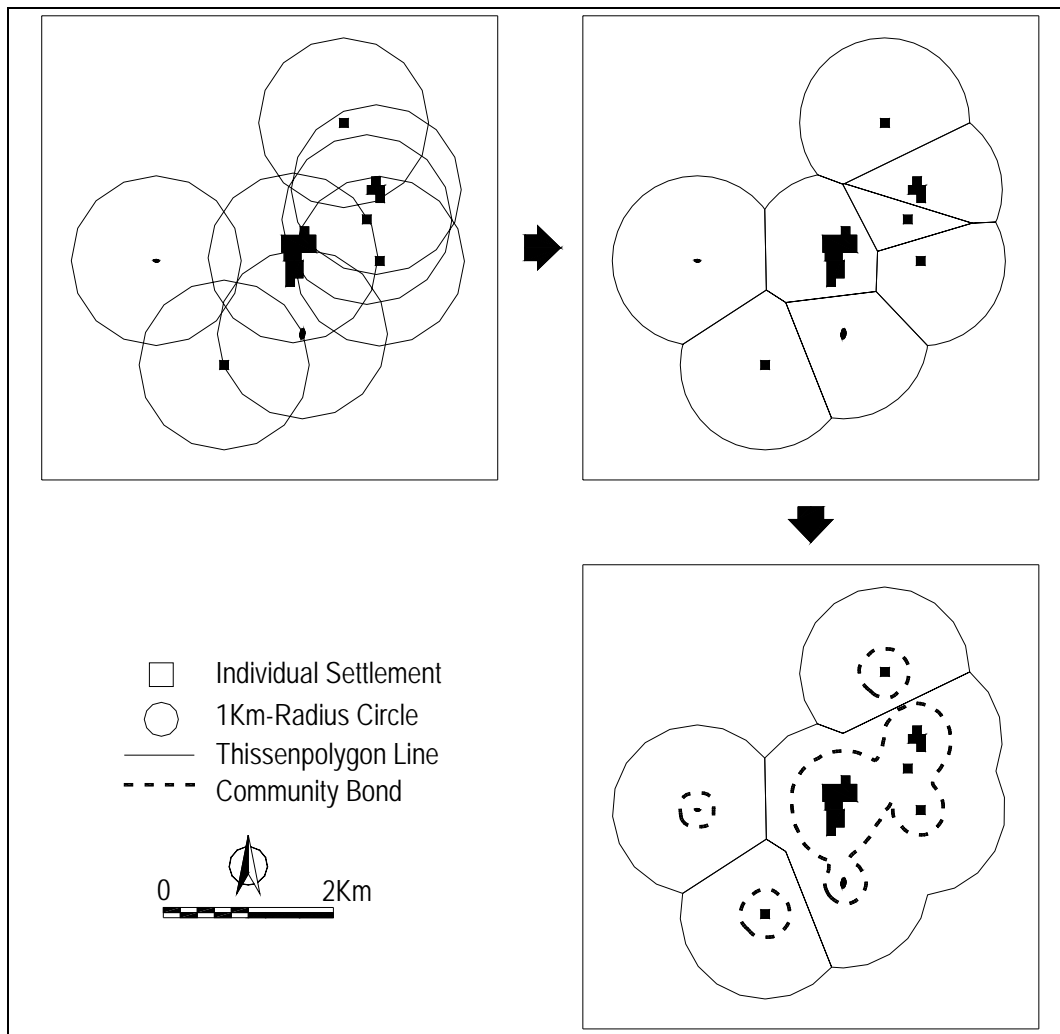 Individual Settlement
1Km-Radius Circle
Thissenpolygon Line
Community Bond
0 2Km